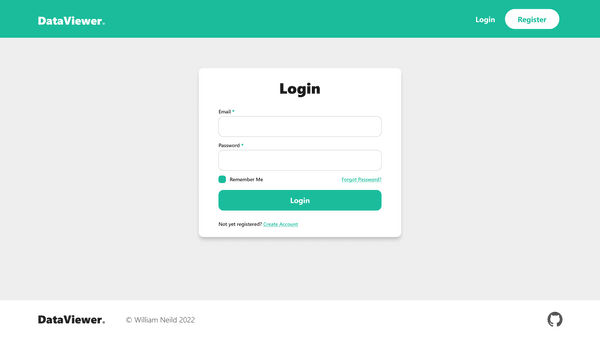 DataViewer.
Login
Register
Login
Email *
Password *
Remember Me
Forgot Password?
Login
Not yet registered? Create Account
DataViewer.
© William Neild 2022